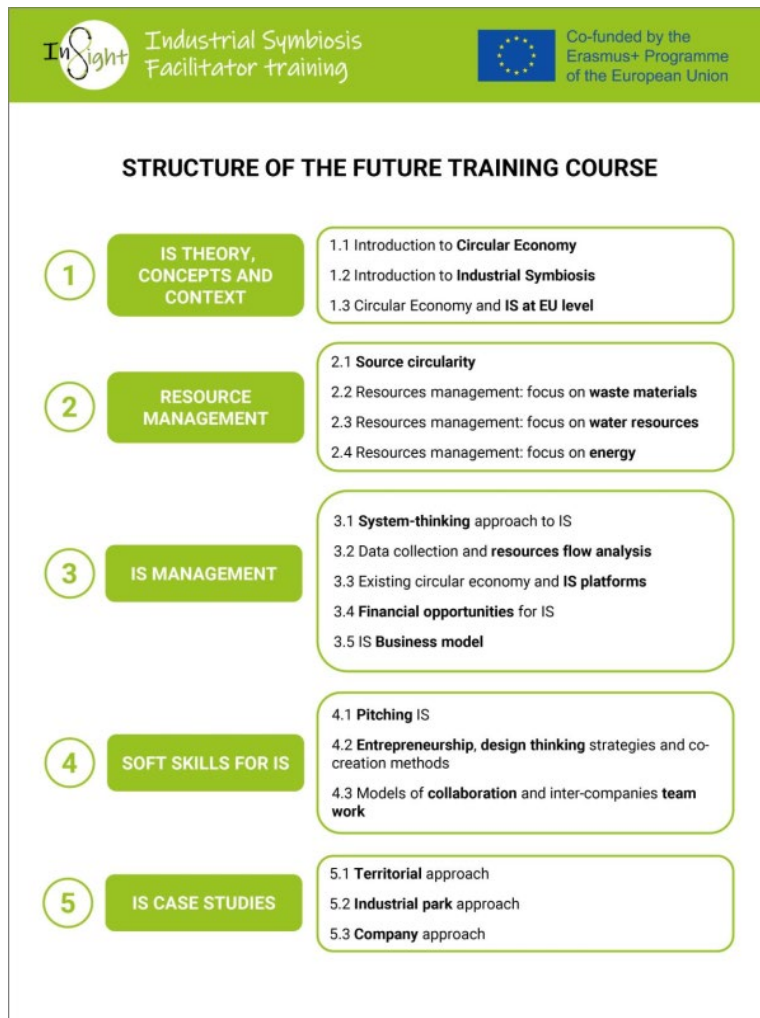 InSight
Industrial Symbiosis
Facilitator training
Co-funded by the
Erasmus+ Programme
of the European Union
STRUCTURE OF THE FUTURE TRAINING COURSE
1
IS THEORY,
CONCEPTS AND
CONTEXT
1.1 Introduction to Circular Economy
1.2 Introduction to Industrial Symbiosis
1.3 Circular Economy and IS at EU level
2
RESOURCE
MANAGEMENT
2.1 Source circularity
2.2 Resources management: focus on waste materials
2.3 Resources management: focus on water resources
2.4 Resources management: focus on energy
3
IS MANAGEMENT
3.1 System-thinking approach to IS
3.2 Data collection and resources flow analysis
3.3 Existing circular economy and IS platforms
3.4 Financial opportunities for IS
3.5 IS Business model
4
SOFT SKILLS FOR IS
4.1 Pitching IS
4.2 Entrepreneurship, design thinking strategies and co-
creation methods
4.3 Models of collaboration and inter-companies team
work
5
IS CASE STUDIES
5.1 Territorial approach
5.2 Industrial park approach
5.3 Company approach